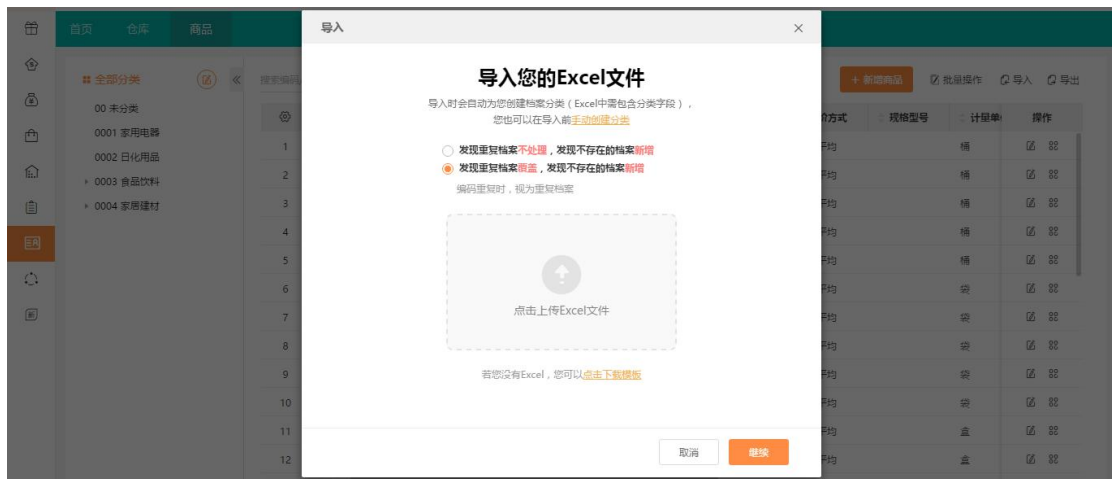 首页 仓库 商品
导入
全部分类
搜索编码
+ 新增商品 批量操作 导入 导出
00 未分类
0001 家用电器
0002 日化用品
0003 食品饮料
0004 家居建材
导入您的Excel文件
导入时会自动为您创建档案分类（Excel中需包含分类字段），
您也可以在导入前手动创建分类
发现重复档案不处理，发现不存在的档案新增
发现重复档案覆盖，发现不存在的档案新增
编码重复时，视为重复档案
点击上传Excel文件
若您没有Excel，您可以点击下载模板
取消 继续
价方式 规格型号 计量单 操作
1 平均 桶
2 平均 桶
3 平均 桶
4 平均 桶
5 平均 桶
6 平均 袋
7 平均 袋
8 平均 袋
9 平均 袋
10 平均 袋
11 平均 盒
12 平均 盒